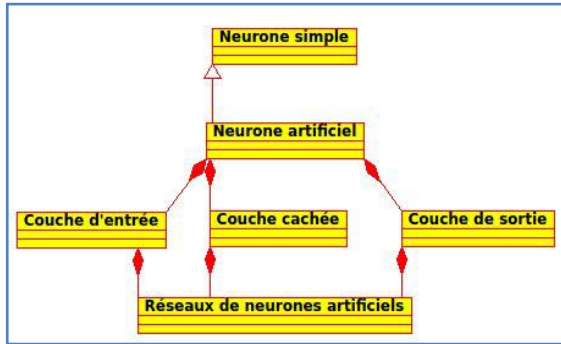 Neurone simple
Neurone artificiel
Couche d'entrée
Couche cachée
Couche de sortie
Réseaux de neurones artificiels